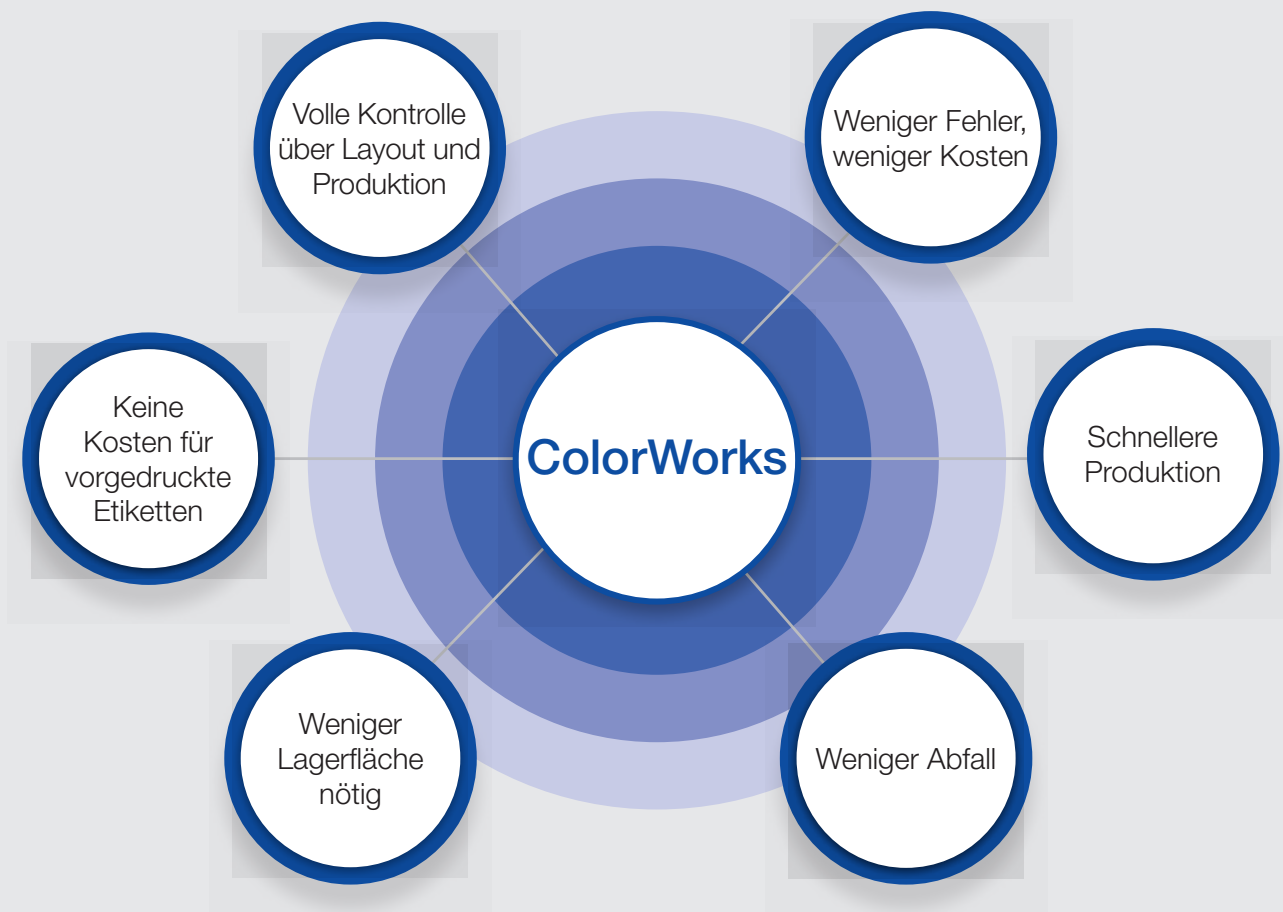 Volle Kontrolle
über Layout und
Produktion
Weniger Fehler,
weniger Kosten
Keine
Kosten für
vorgedruckte
Etiketten
ColorWorks
Schnellere
Produktion
Weniger
Lagerfläche
nötig
Weniger Abfall